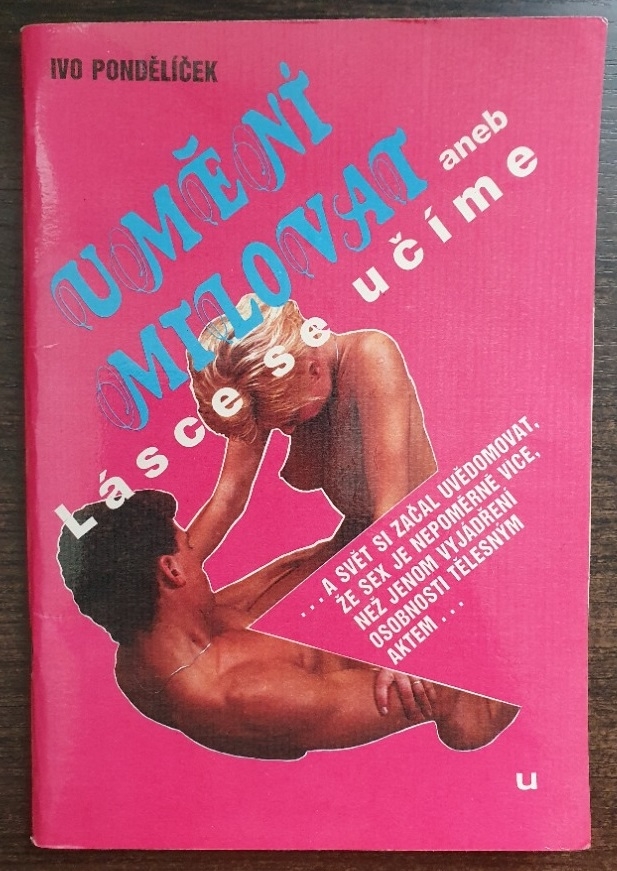 IVO PONDĚLÍČEK
UMĚNÍ
MILOVAT aneb
Lásce se učíme
...A SVĚT SI ZAČAL UVĚDOMOVAT,
ŽE SEX JE NEPOMĚRNĚ VÍCE,
NEŽ JENOM VYJÁDŘENÍ
OSOBNOSTI TĚLESNÝM
AKTEM...
u